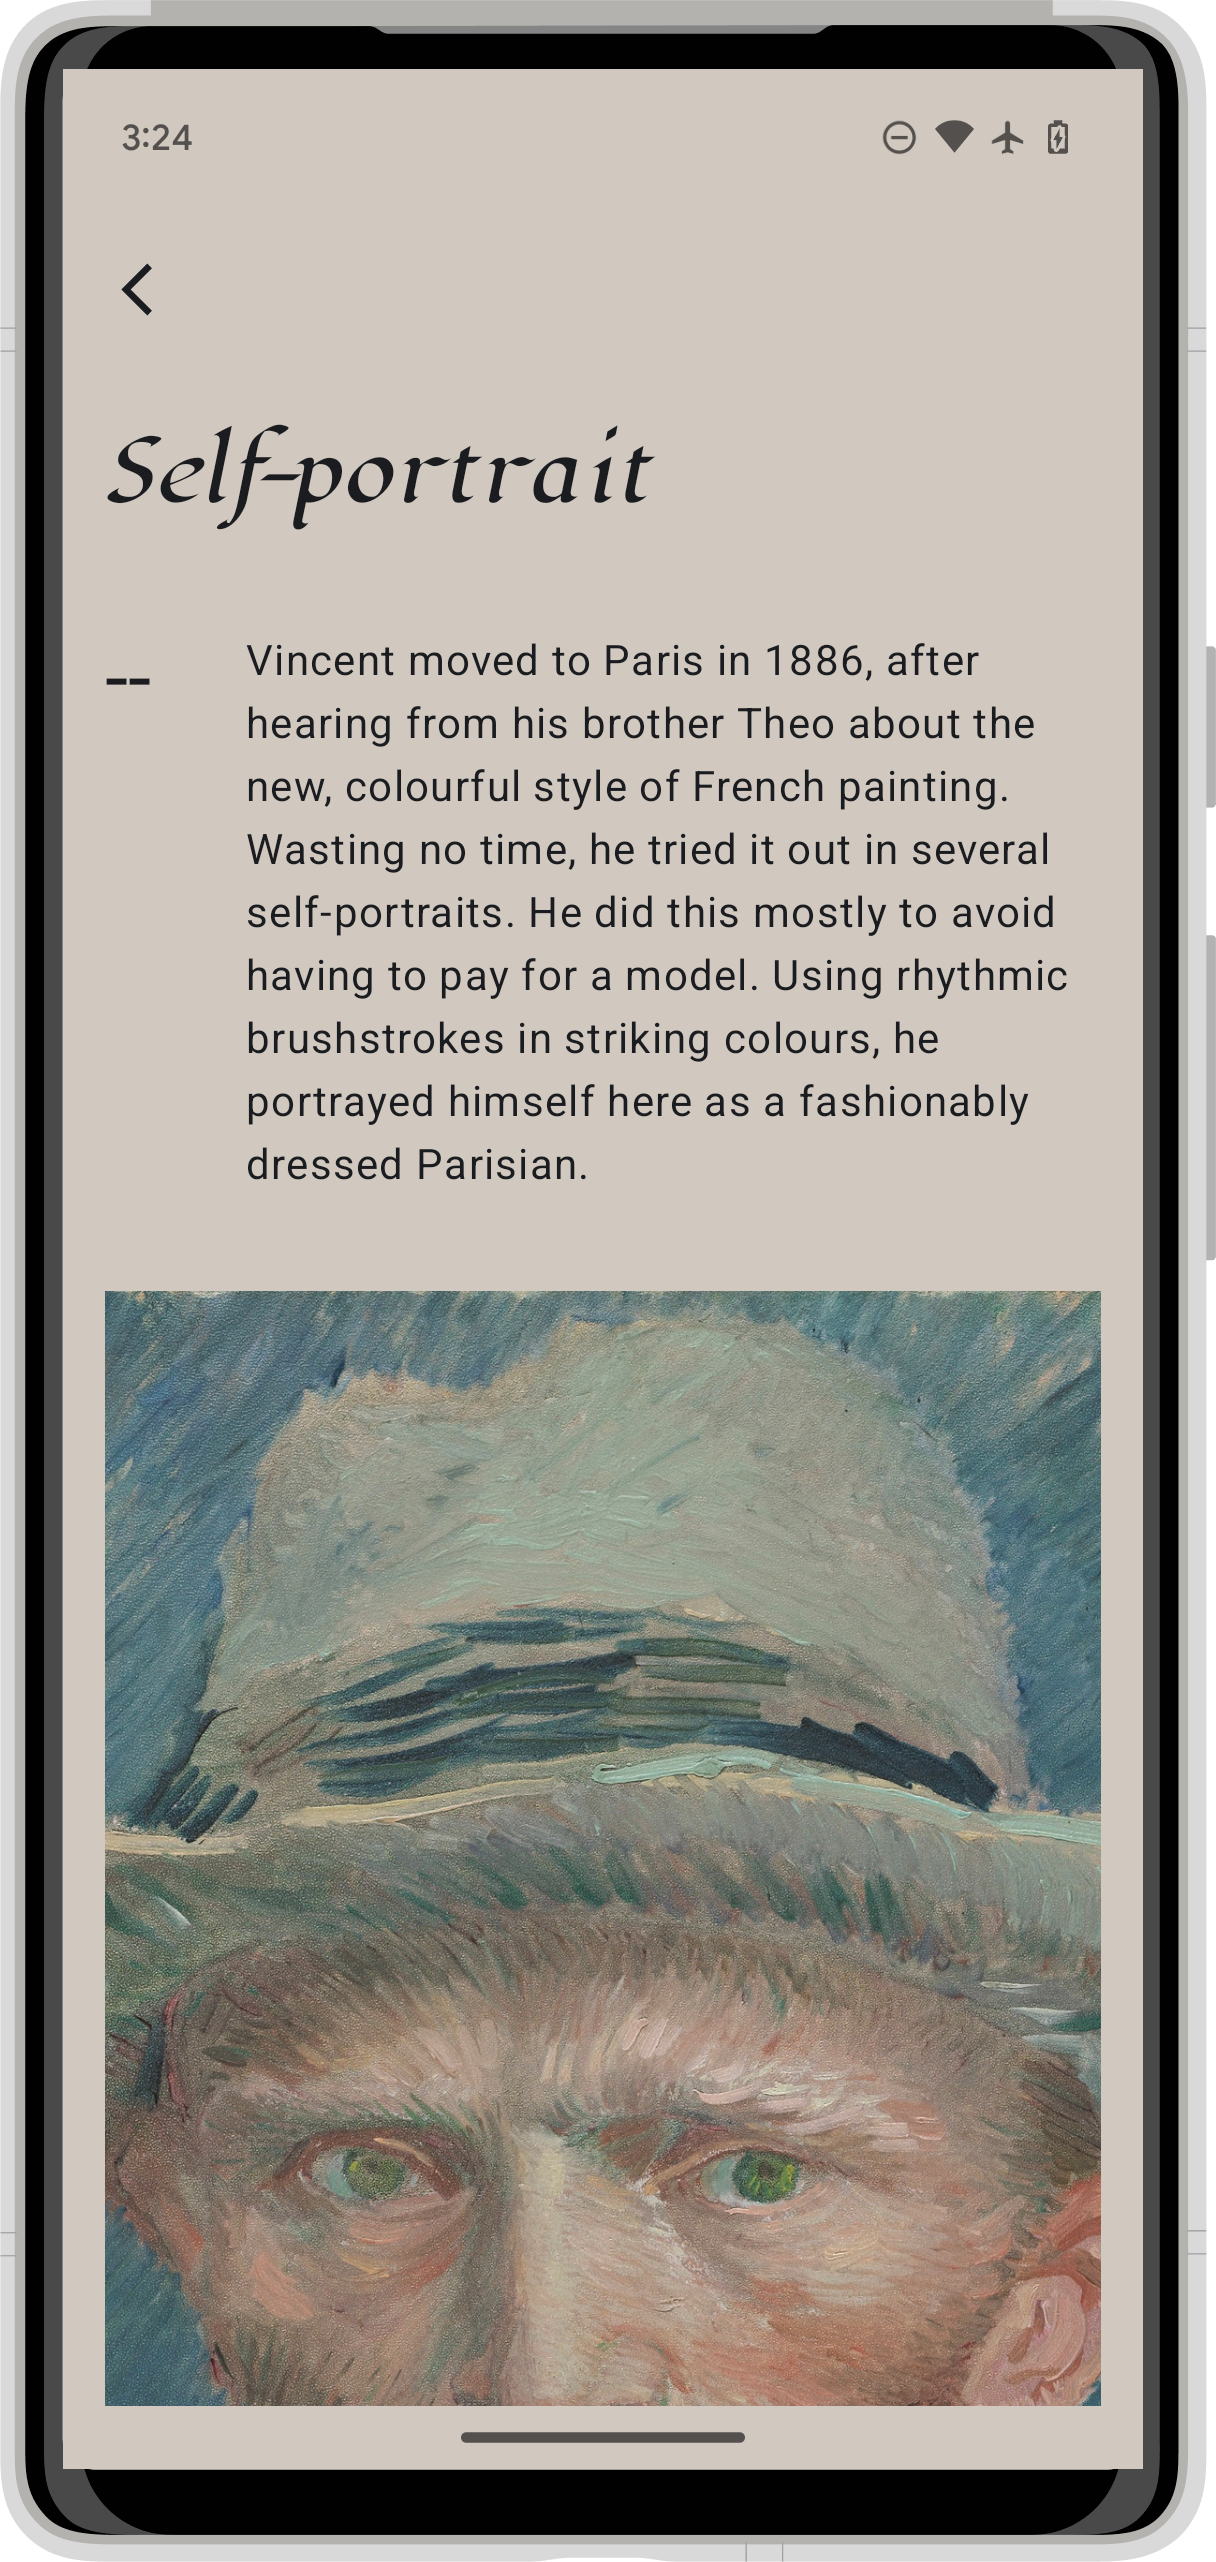 3:24
Self-portrait
--
Vincent moved to Paris in 1886, after
hearing from his brother Theo about the
new, colourful style of French painting.
Wasting no time, he tried it out in several
self-portraits. He did this mostly to avoid
having to pay for a model. Using rhythmic
brushstrokes in striking colours, he
portrayed himself here as a fashionably
dressed Parisian.